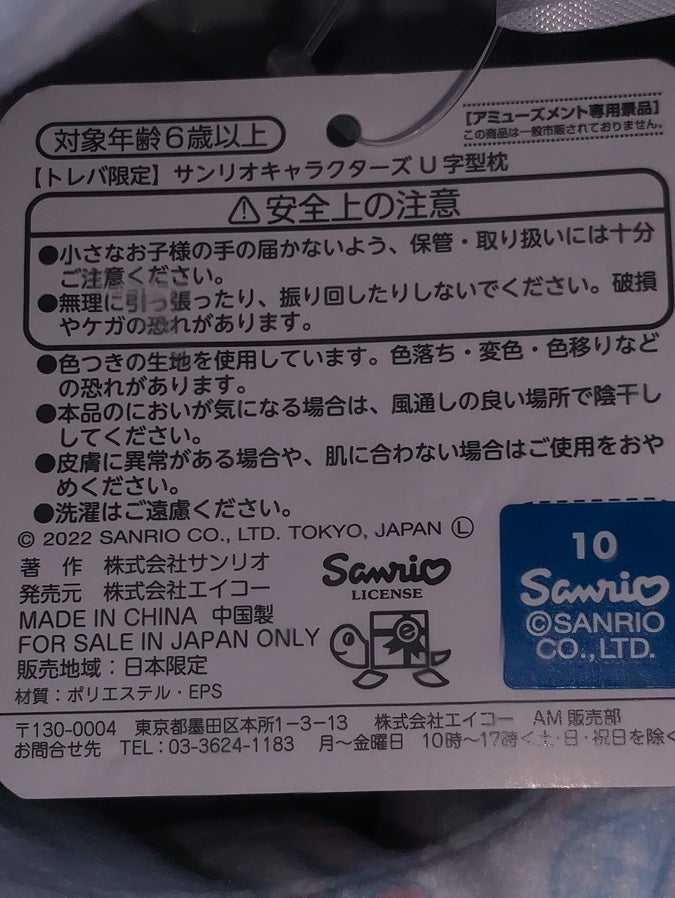 対象年齢6歳以上
[アミューズメント専用景品]
この商品は一般市販されておりません。
【トレバ限定】サンリオキャラクターズU字型枕
⚠安全上の注意
●小さなお子様の手の届かないよう、保管・取り扱いには十分
ご注意ください。
●無理に引っ張ったり、振り回したりしないでください。破損
やケガの恐れがあります。
●色つきの生地を使用しています。色落ち・変色・色移りなど
の恐れがあります。
●本品のにおいが気になる場合は、風通しの良い場所で陰干し
してください。
●皮膚に異常がある場合や、肌に合わない場合はご使用をおや
めください。
●洗濯はご遠慮ください。
© 2022 SANRIO CO., LTD. TOKYO, JAPAN Ⓛ
著 作 株式会社サンリオ
発売元 株式会社エイコー
MADE IN CHINA 中国製
FOR SALE IN JAPAN ONLY
販売地域：日本限定
材質：ポリエステル・EPS
Sanrio
LICENSE
10
Sanrio
©SANRIO
CO., LTD.
〒130-0004 東京都墨田区本所1-3-13 株式会社エイコー AM販売部
お問合せ先 TEL：03-3624-1183 月～金曜日 10時～17時く土・日・祝日を除く